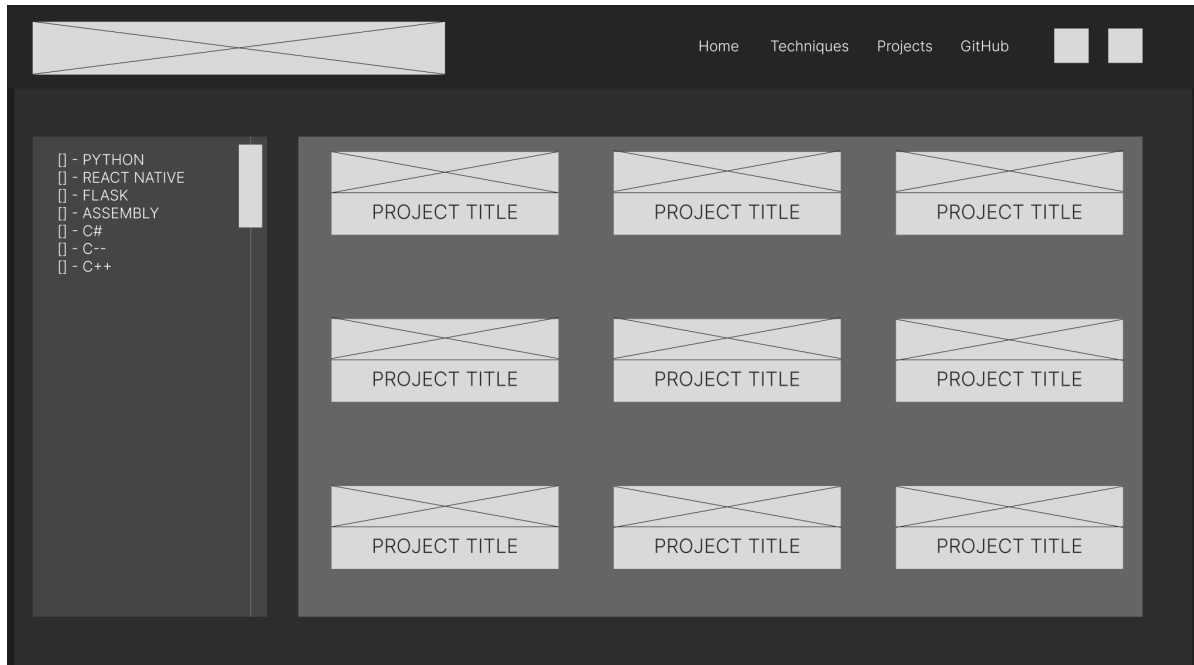 Home Techniques Projects GitHub
[] - PYTHON
[] - REACT NATIVE
[] - FLASK
[] - ASSEMBLY
[] - C#
[] - C--
[] - C++
PROJECT TITLE PROJECT TITLE PROJECT TITLE
PROJECT TITLE PROJECT TITLE PROJECT TITLE
PROJECT TITLE PROJECT TITLE PROJECT TITLE